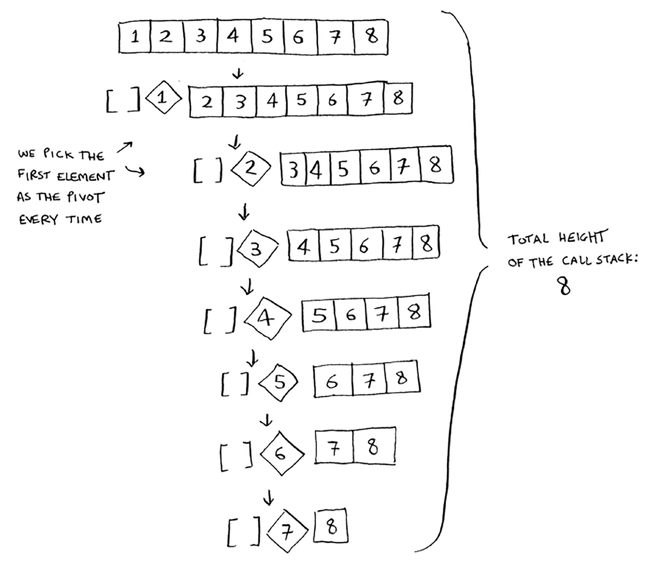 1 2 3 4 5 6 7 8
[ ] 1 2 3 4 5 6 7 8
WE PICK THE
FIRST ELEMENT
AS THE PIVOT
EVERY TIME
[ ] 2 3 4 5 6 7 8
[ ] 3 4 5 6 7 8
[ ] 4 5 6 7 8
[ ] 5 6 7 8
[ ] 6 7 8
[ ] 7 8
TOTAL HEIGHT
OF THE CALL STACK:
8